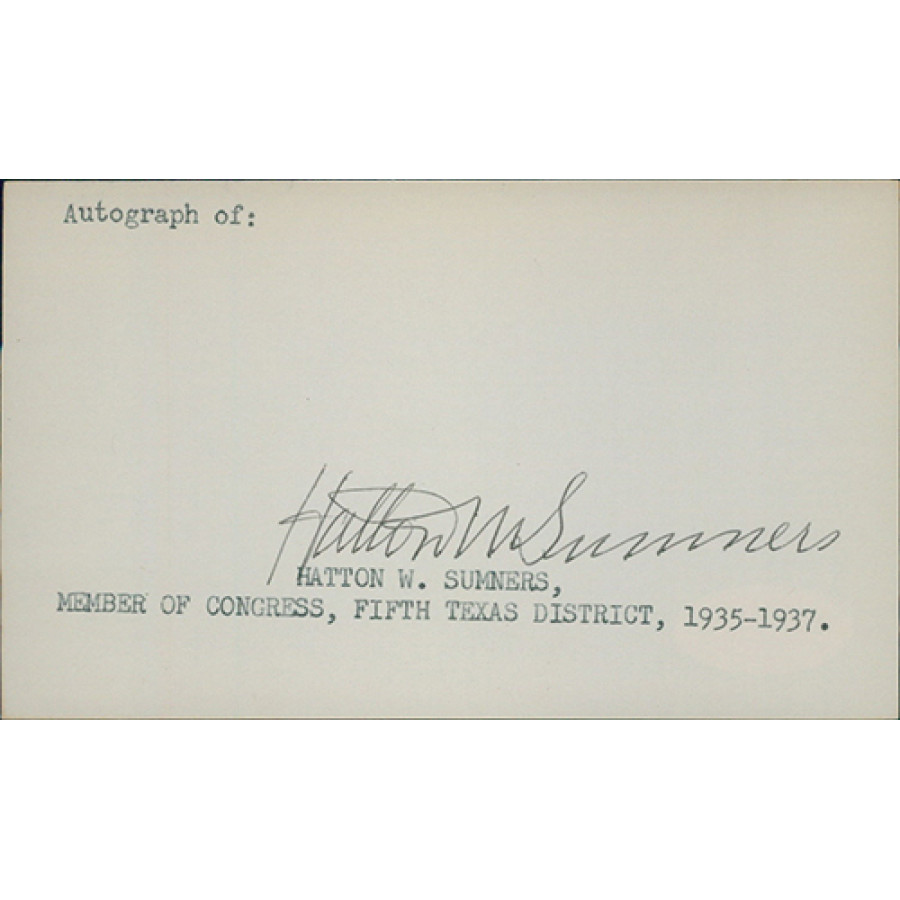 Autograph of:
Hatton W Sumners
HATTON W. SUMNERS,
MEMBER OF CONGRESS, FIFTH TEXAS DISTRICT, 1935-1937.